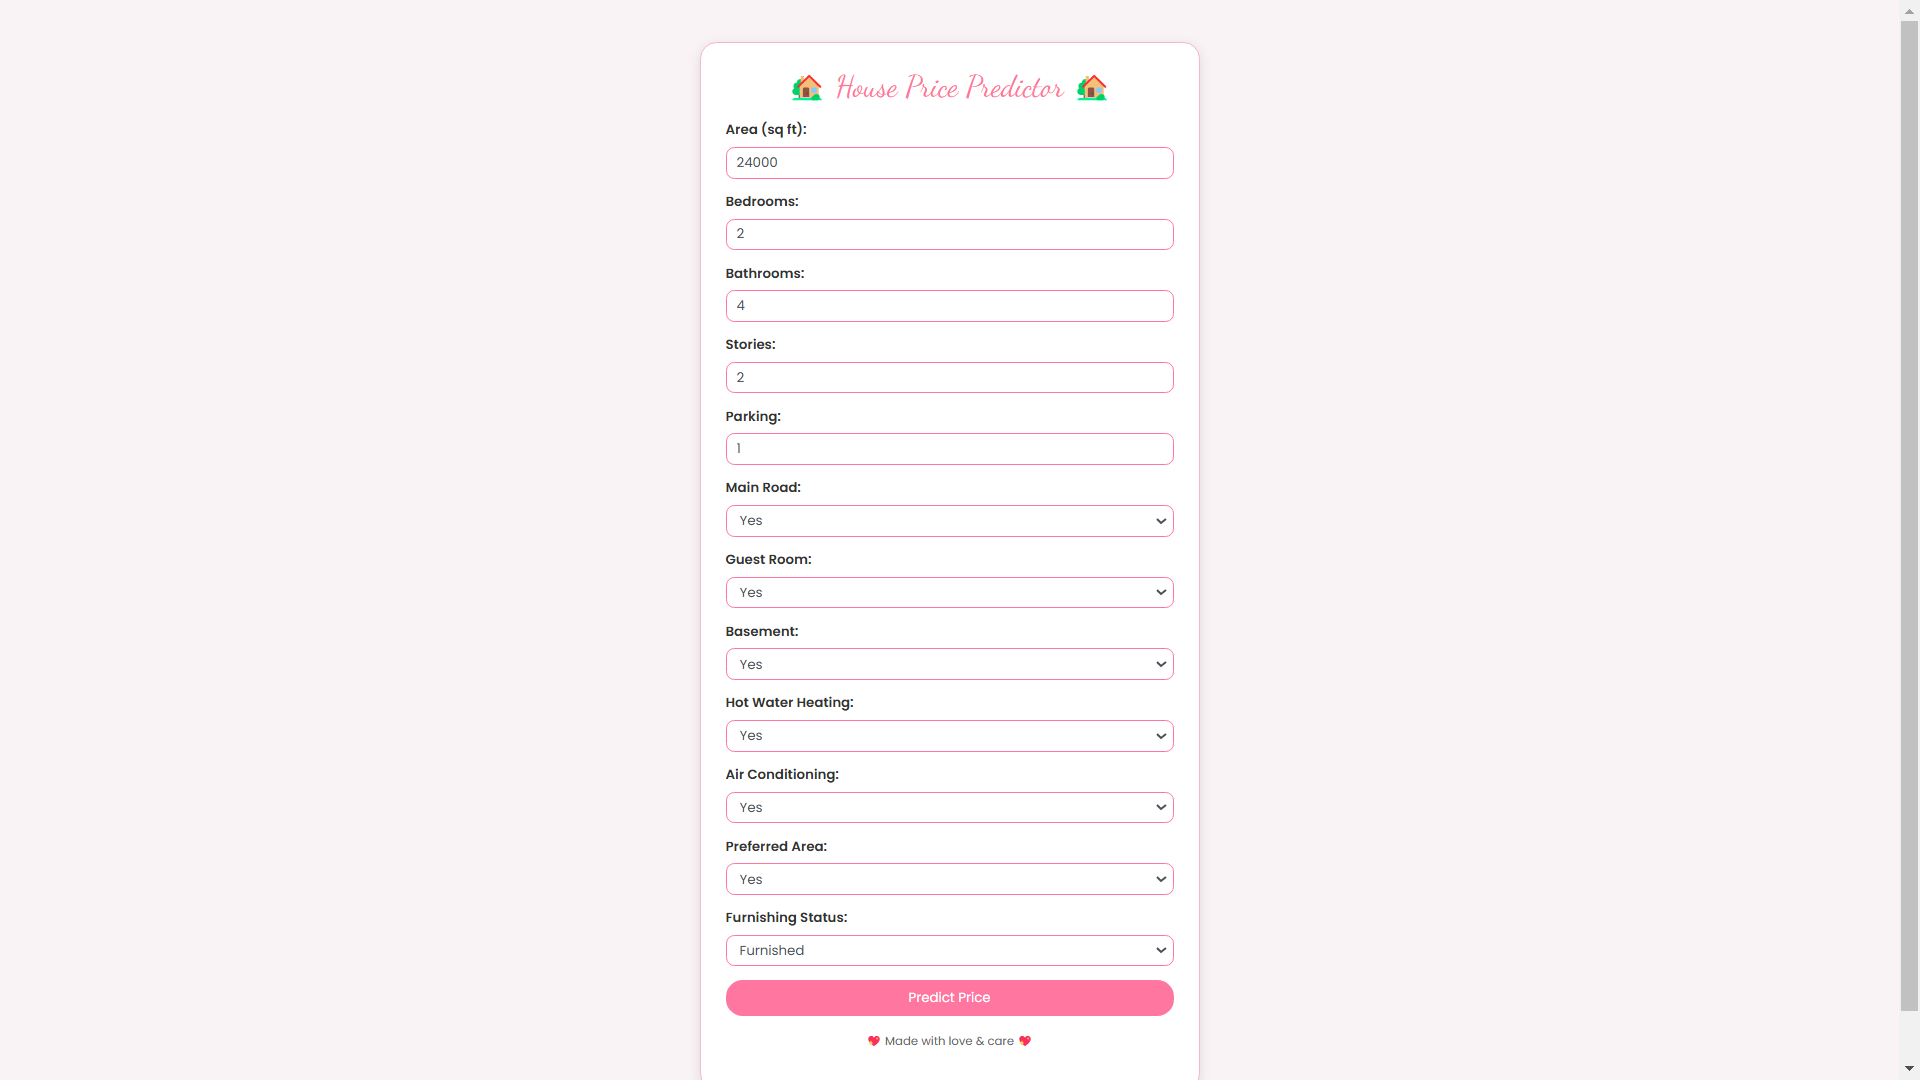 House Price Predictor
Area (sq ft):
24000
Bedrooms:
2
Bathrooms:
4
Stories:
2
Parking:
1
Main Road:
Yes
Guest Room:
Yes
Basement:
Yes
Hot Water Heating:
Yes
Air Conditioning:
Yes
Preferred Area:
Yes
Furnishing Status:
Furnished
Predict Price
💖 Made with love & care 💖